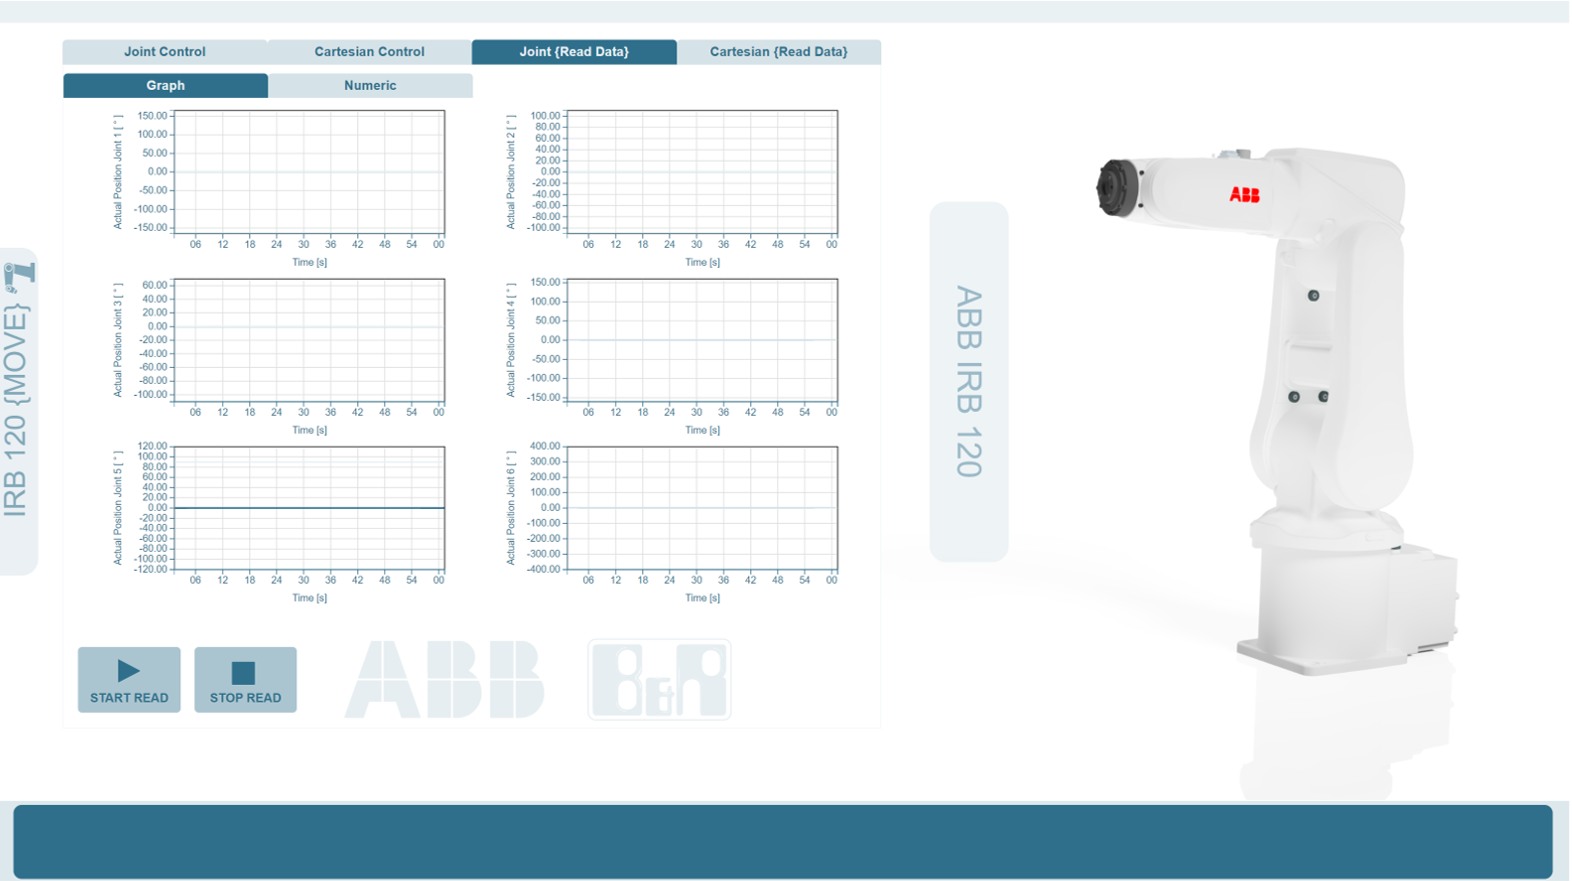 Joint Control
Cartesian Control
Joint {Read Data}
Cartesian {Read Data}
Graph
Numeric
Actual Position Joint 1 [ ° ]
150.00
100.00
50.00
0.00
-50.00
-100.00
-150.00
06 12 18 24 30 36 42 48 54 00
Time [s]
Actual Position Joint 2 [ ° ]
100.00
80.00
60.00
40.00
20.00
0.00
-20.00
-40.00
-60.00
-80.00
-100.00
06 12 18 24 30 36 42 48 54 00
Time [s]
Actual Position Joint 3 [ ° ]
60.00
40.00
20.00
0.00
-20.00
-40.00
-60.00
-80.00
-100.00
06 12 18 24 30 36 42 48 54 00
Time [s]
Actual Position Joint 4 [ ° ]
150.00
100.00
50.00
0.00
-50.00
-100.00
-150.00
06 12 18 24 30 36 42 48 54 00
Time [s]
Actual Position Joint 5 [ ° ]
120.00
100.00
80.00
60.00
40.00
20.00
0.00
-20.00
-40.00
-60.00
-80.00
-100.00
-120.00
06 12 18 24 30 36 42 48 54 00
Time [s]
Actual Position Joint 6 [ ° ]
400.00
300.00
200.00
100.00
0.00
-100.00
-200.00
-300.00
-400.00
06 12 18 24 30 36 42 48 54 00
Time [s]
START READ
STOP READ
ABB
B&R
IRB 120 {MOVE}
ABB IRB 120
ABB